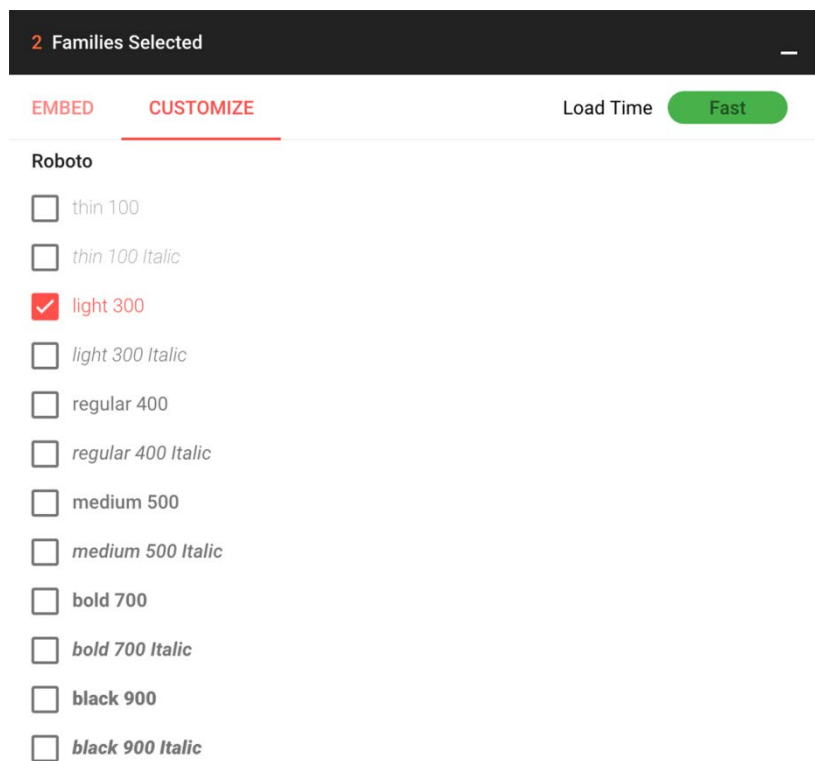 2 Families Selected
EMBED CUSTOMIZE Load Time Fast
Roboto
thin 100
thin 100 Italic
light 300
light 300 Italic
regular 400
regular 400 Italic
medium 500
medium 500 Italic
bold 700
bold 700 Italic
black 900
black 900 Italic